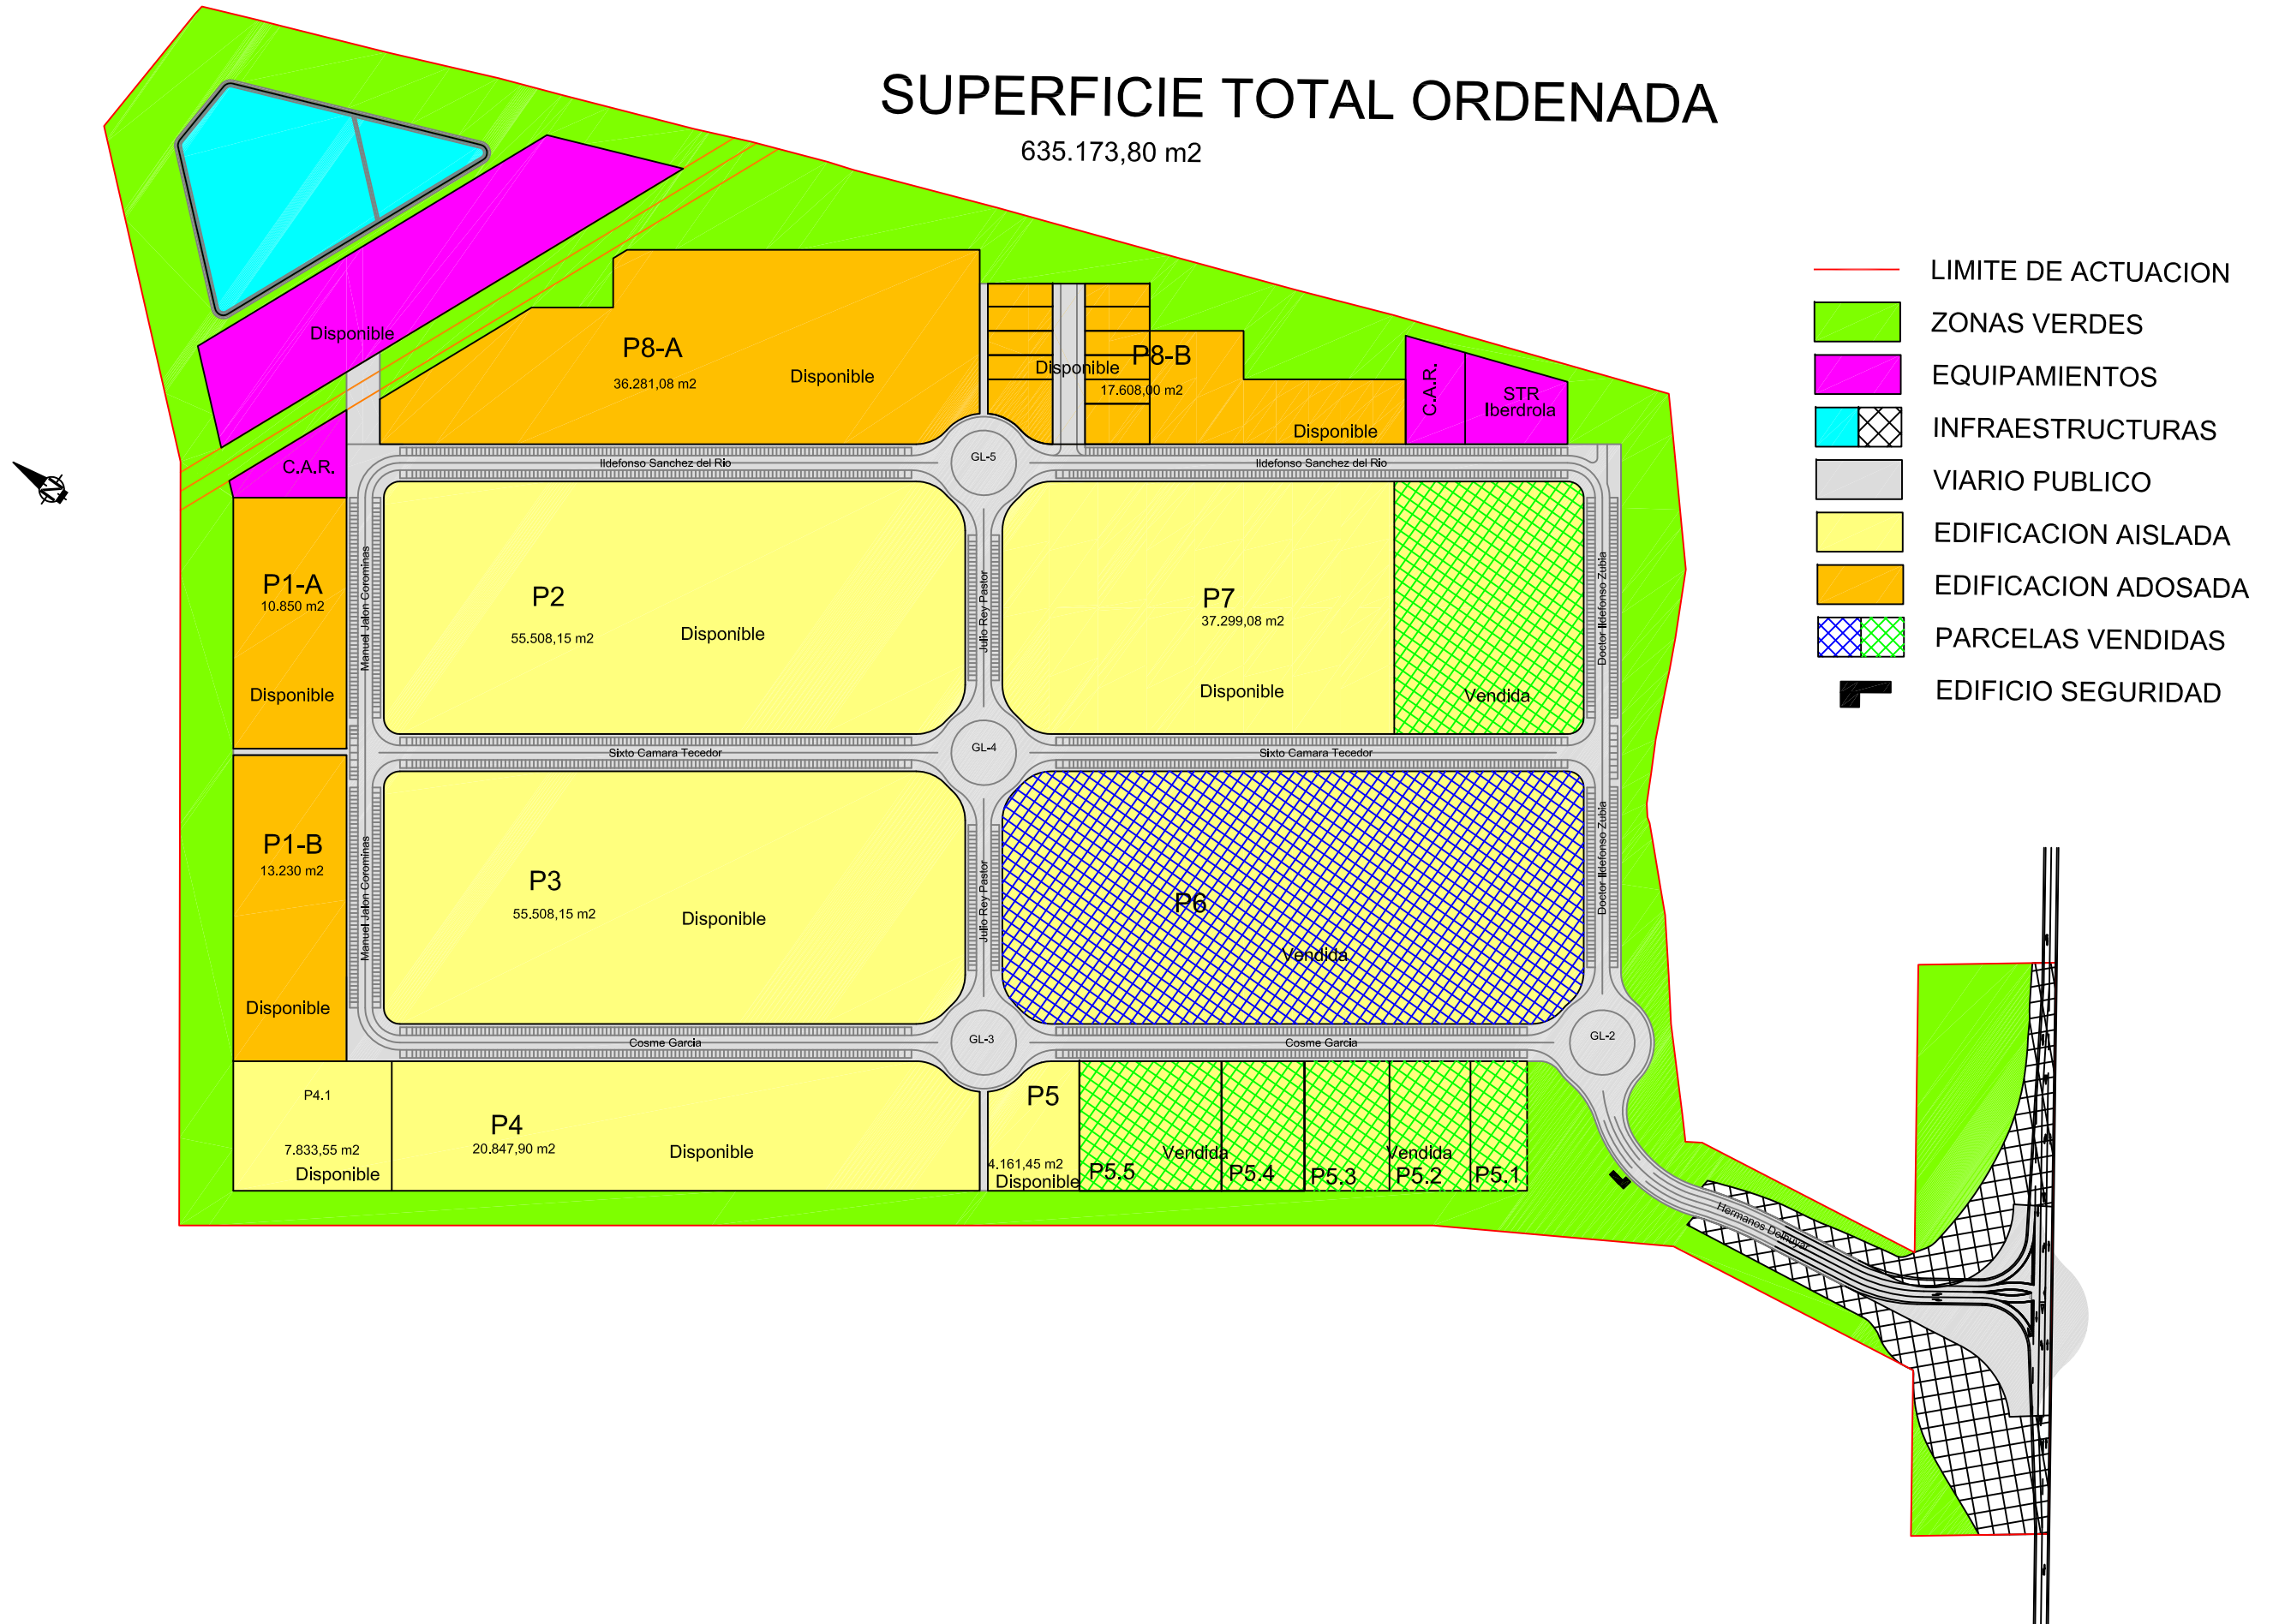 SUPERFICIE TOTAL ORDENADA
635.173,80 m2
LIMITE DE ACTUACION
ZONAS VERDES
EQUIPAMIENTOS
INFRAESTRUCTURAS
VIARIO PUBLICO
EDIFICACION AISLADA
EDIFICACION ADOSADA
PARCELAS VENDIDAS
EDIFICIO SEGURIDAD
Disponible
C.A.R.
P8-A
36.281,08 m2
Disponible
P8-B
Disponible
17.608,00 m2
Disponible
C.A.R.
STR
Iberdrola
Ildefonso Sanchez del Rio
GL-5
Ildefonso Sanchez del Rio
P1-A
10.850 m2
Disponible
Manuel Jalon Corominas
P2
55.508,15 m2
Disponible
Julio Rey Pastor
P7
37.299,08 m2
Disponible
Vendida
Doctor Ildefonso Zubia
Sixto Camara Tecedor
GL-4
Sixto Camara Tecedor
P1-B
13.230 m2
Disponible
Manuel Jalon Corominas
P3
55.508,15 m2
Disponible
Julio Rey Pastor
P6
Vendida
Doctor Ildefonso Zubia
Cosme Garcia
GL-3
Cosme Garcia
GL-2
P4.1
7.833,55 m2
Disponible
P4
20.847,90 m2
Disponible
P5
4.161,45 m2
Disponible
Vendida
P5.5
P5.4
Vendida
P5.3
P5.2
P5.1
Hermanos Delhuyar